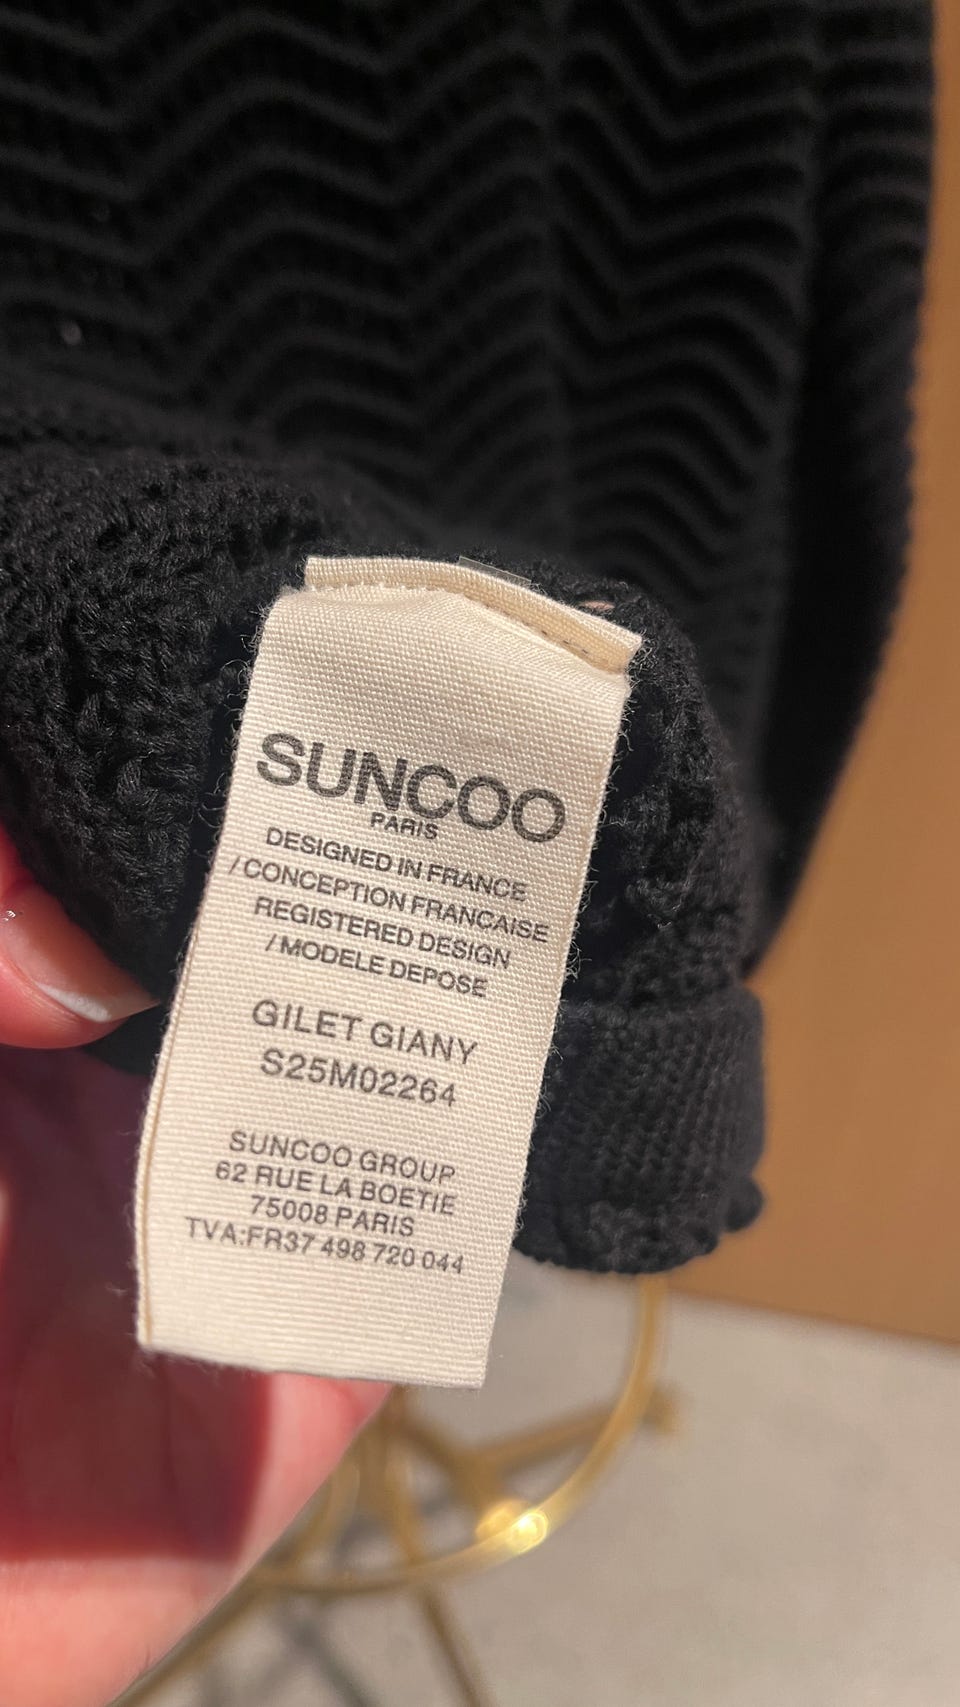 SUNCOO
PARIS
DESIGNED IN FRANCE
/CONCEPTION FRANCAISE
REGISTERED DESIGN
/MODELE DEPOSE
GILET GIANY
S25M02264
SUNCOO GROUP
62 RUE LA BOETIE
75008 PARIS
TVA:FR37 498 720 044